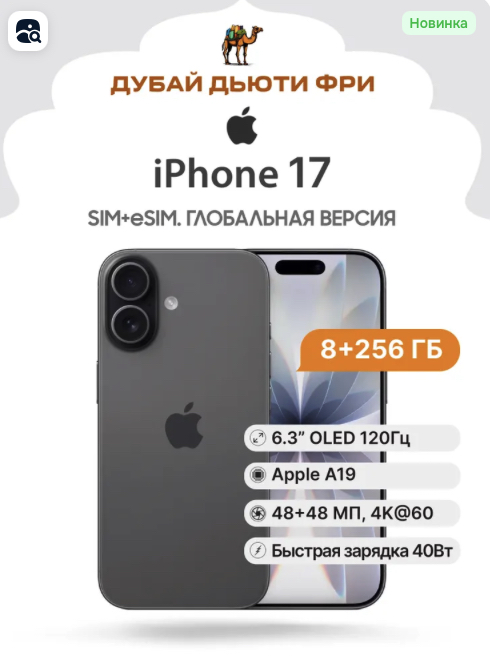 Новинка
ДУБАЙ ДЬЮТИ ФРИ
iPhone 17
SIM+eSIM. ГЛОБАЛЬНАЯ ВЕРСИЯ
8+256 ГБ
6.3” OLED 120Гц
Apple A19
48+48 МП, 4K@60
Быстрая зарядка 40Вт